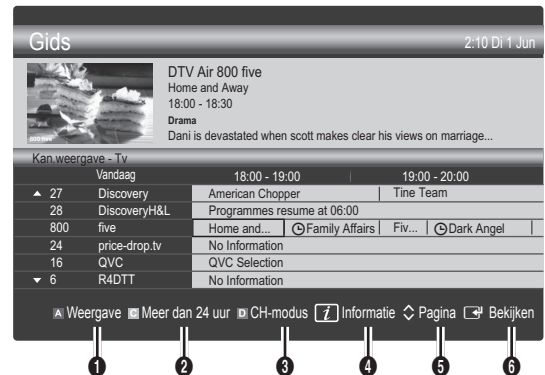 Gids 2:10 Di 1 Jun
DTV Air 800 five
Home and Away
18:00 - 18:30
Drama
Dani is devastated when scott makes clear his views on marriage...
800 five
Kan.weergave - Tv
Vandaag 18:00 - 19:00 19:00 - 20:00
▲ 27 Discovery American Chopper Tine Team
28 DiscoveryH&L Programmes resume at 06:00
800 five Home and... Family Affairs Fiv... Dark Angel
24 price-drop.tv No Information
16 QVC QVC Selection
▼ 6 R4DTT No Information
A Weergave C Meer dan 24 uur D CH-modus i Informatie Pagina Bekijken
1 2 3 4 5 6